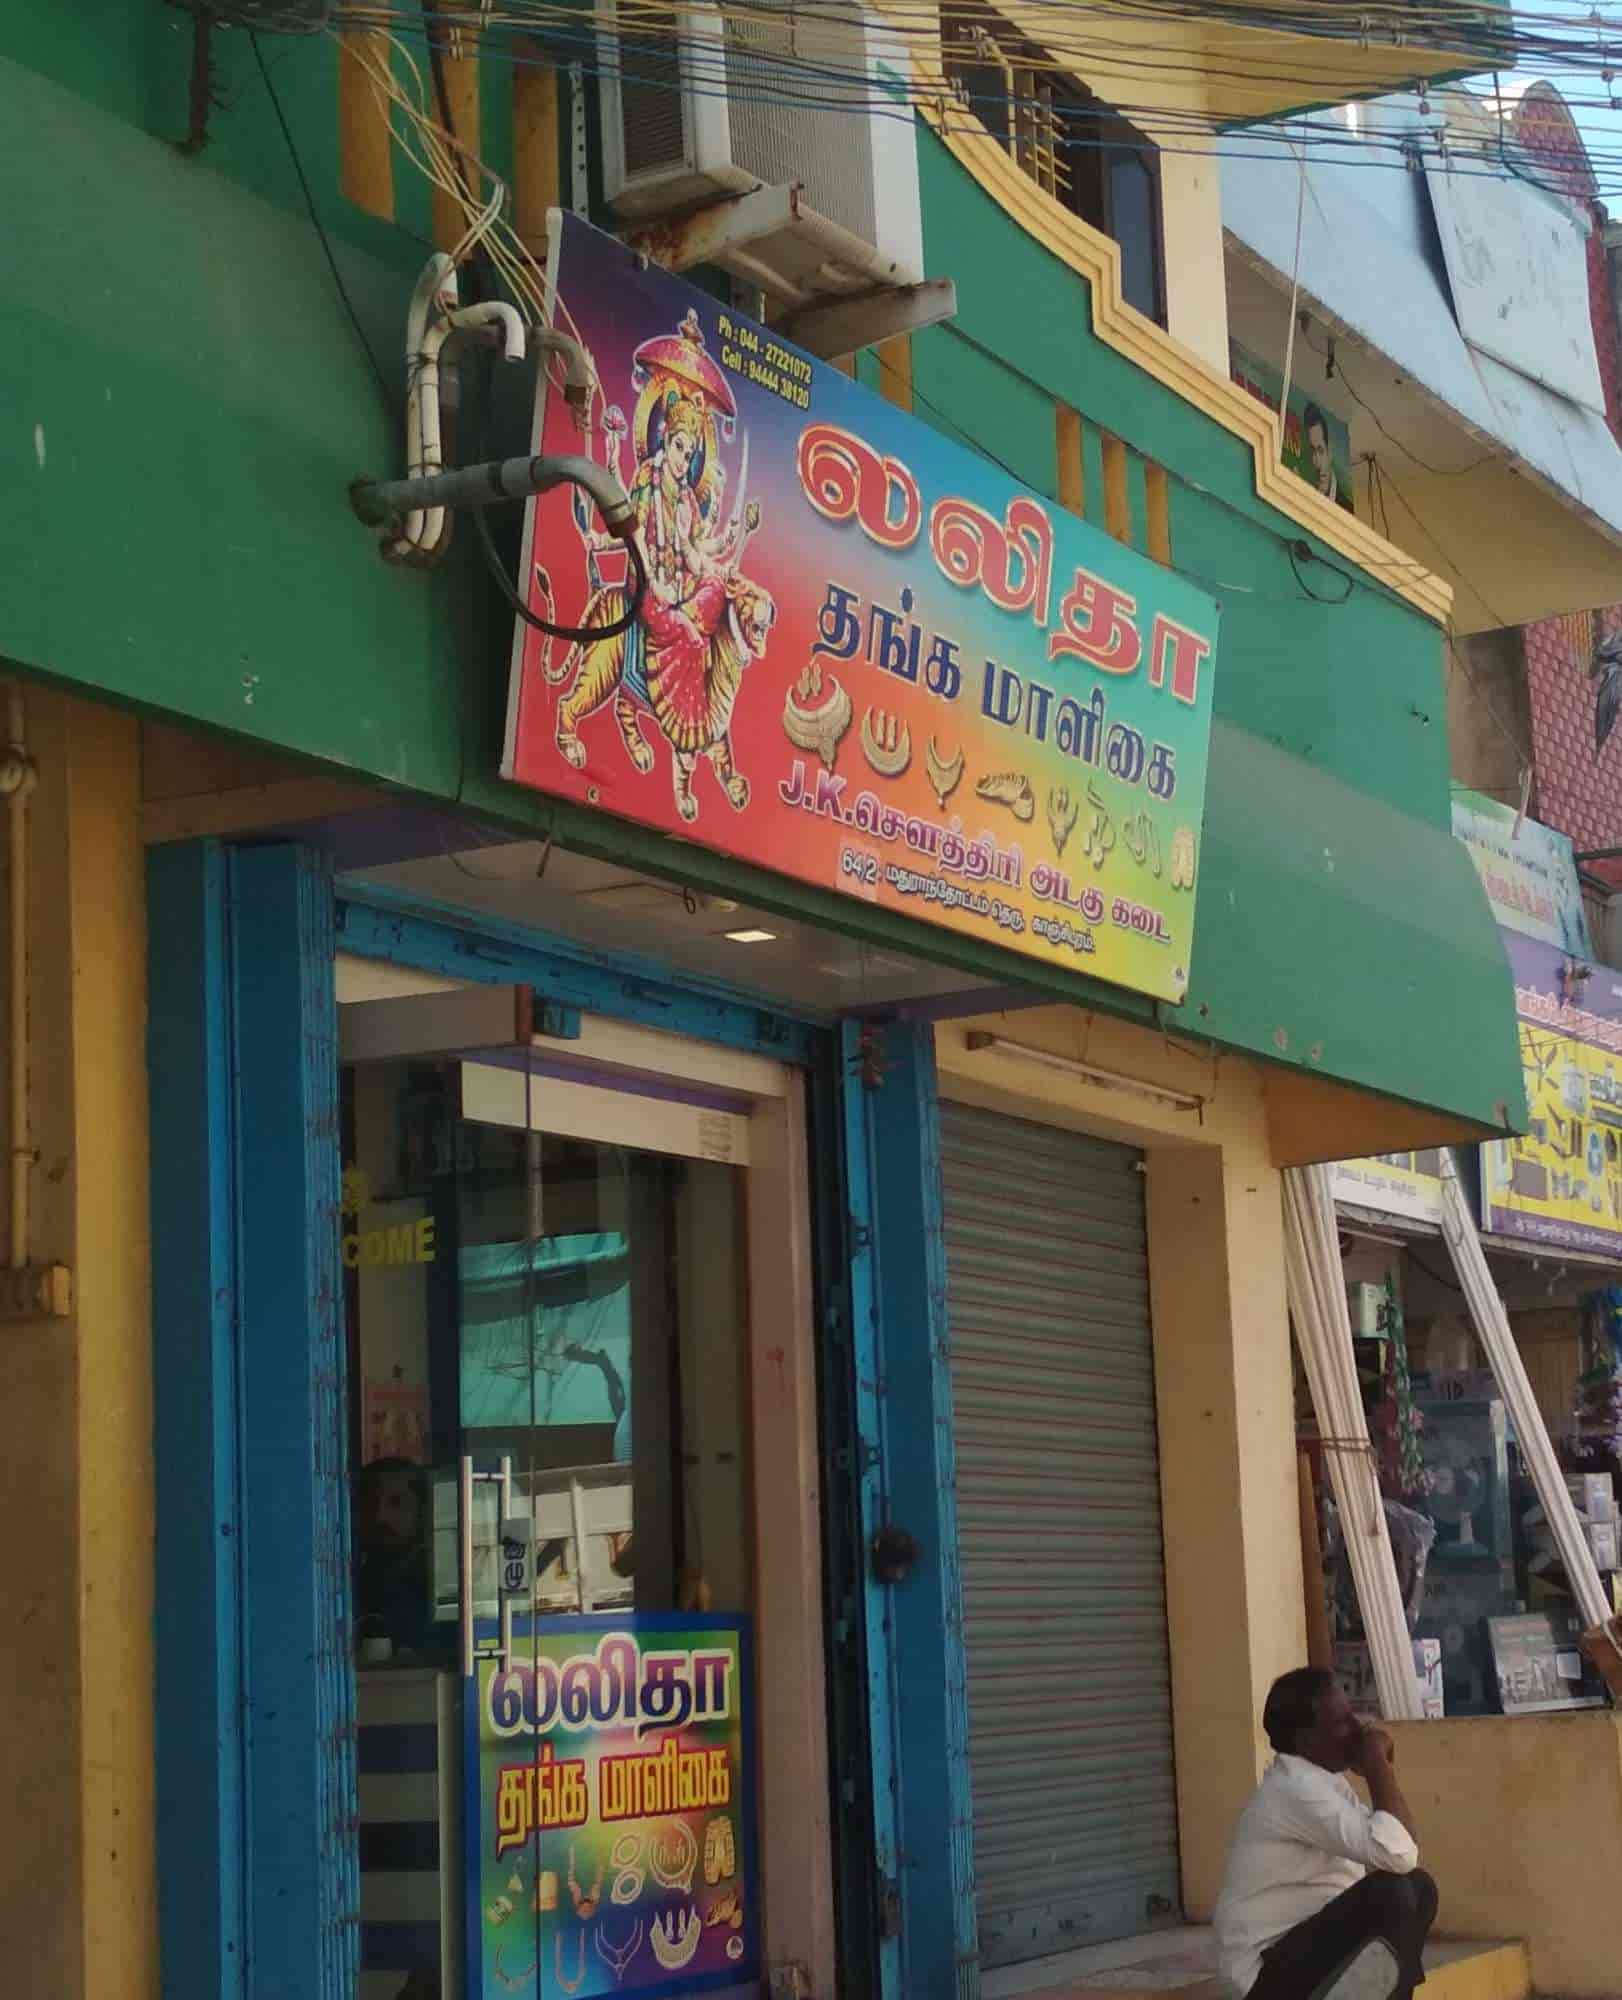 Ph : 044 - 27221072
Cell : 94444 38120
லலிதா
தங்க மாளிகை
J.K.சௌத்திரி அடகு கடை
64/2, மதுராந்தோட்டம் தெரு, காஞ்சிபுரம்.
COME
லலிதா
தங்க மாளிகை